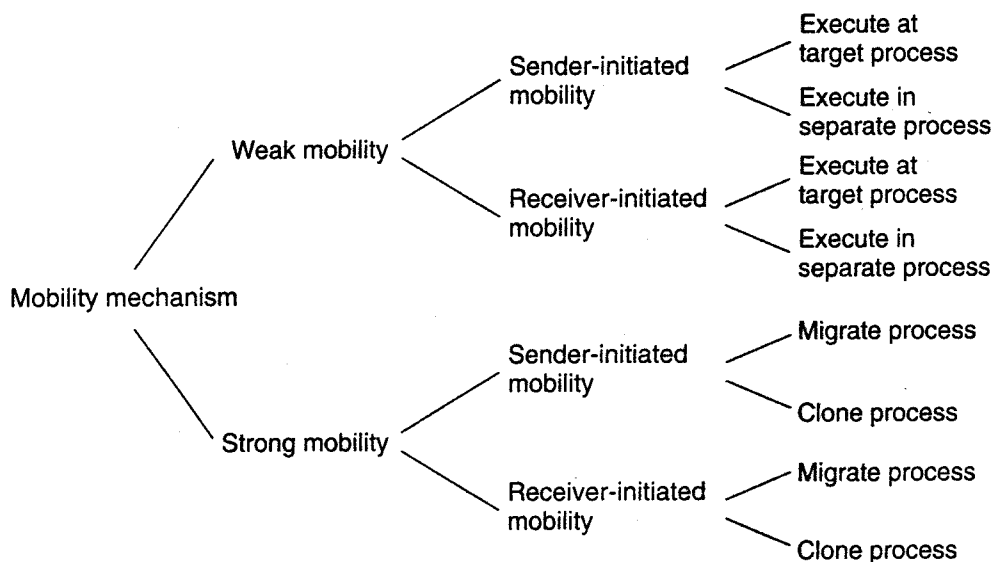 Execute at
target process
Sender-initiated
mobility
Execute in
separate process
Weak mobility
Execute at
target process
Receiver-initiated
mobility
Execute in
separate process
Mobility mechanism
Migrate process
Sender-initiated
mobility
Clone process
Strong mobility
Migrate process
Receiver-initiated
mobility
Clone process